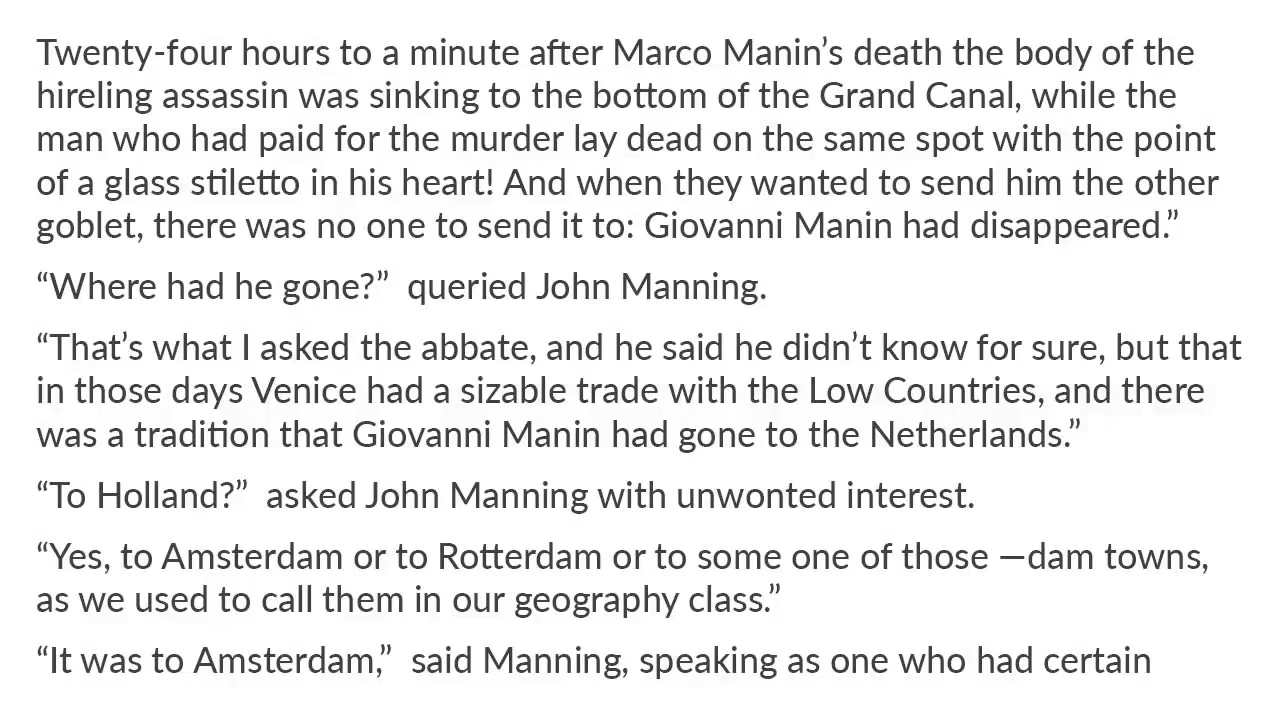 Twenty-four hours to a minute after Marco Manin’s death the body of the
hireling assassin was sinking to the bottom of the Grand Canal, while the
man who had paid for the murder lay dead on the same spot with the point
of a glass stiletto in his heart! And when they wanted to send him the other
goblet, there was no one to send it to: Giovanni Manin had disappeared.”
“Where had he gone?”  queried John Manning.
“That’s what I asked the abbate, and he said he didn’t know for sure, but that
in those days Venice had a sizable trade with the Low Countries, and there
was a tradition that Giovanni Manin had gone to the Netherlands.”
“To Holland?”  asked John Manning with unwonted interest.
“Yes, to Amsterdam or to Rotterdam or to some one of those —dam towns,
as we used to call them in our geography class.”
“It was to Amsterdam,”  said Manning, speaking as one who had certain